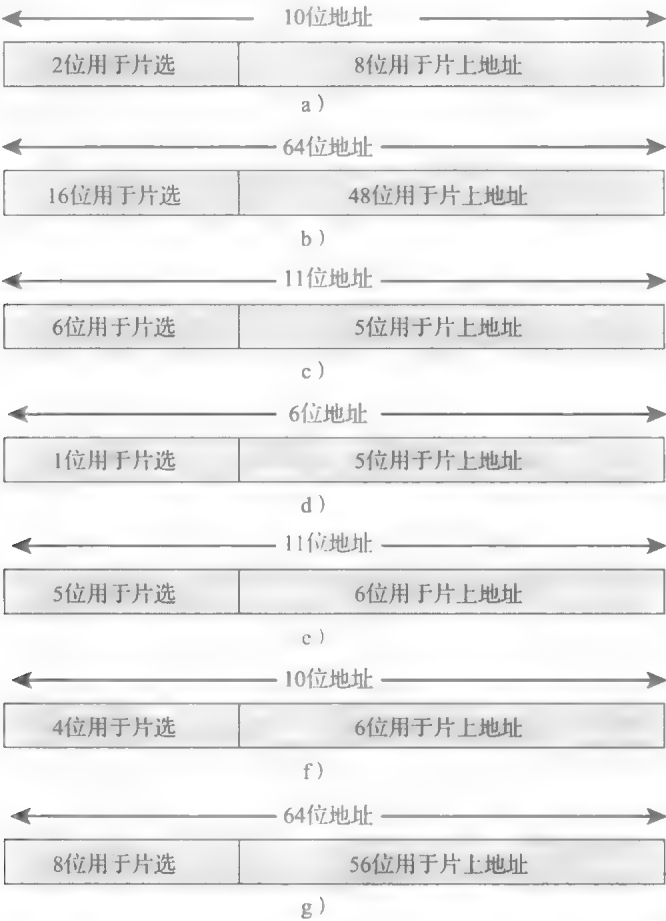 10位地址
2位用于片选 8位用于片上地址
a）
64位地址
16位用于片选 48位用于片上地址
b）
11位地址
6位用于片选 5位用于片上地址
c）
6位地址
1位用于片选 5位用于片上地址
d）
11位地址
5位用于片选 6位用于片上地址
e）
10位地址
4位用于片选 6位用于片上地址
f）
64位地址
8位用于片选 56位用于片上地址
g）